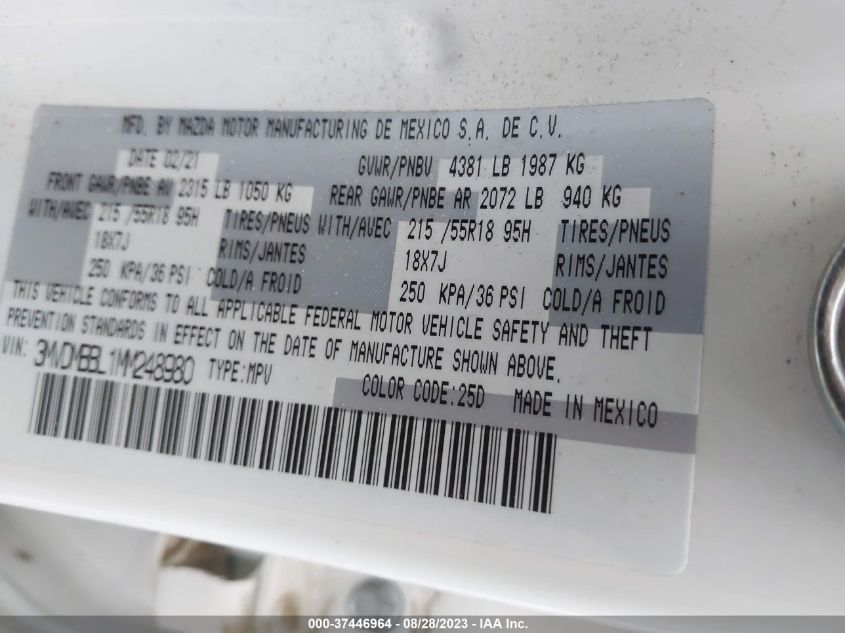 MFD. BY MAZDA MOTOR MANUFACTURING DE MEXICO S.A. DE C.V.
DATE 02/21 GVWR/PNBV 4381 LB 1987 KG
FRONT GAWR/PNBE AV 2315 LB 1050 KG REAR GAWR/PNBE AR 2072 LB 940 KG
WITH/AVEC 215 /55R18 95H TIRES/PNEUS WITH/AVEC 215 /55R18 95H TIRES/PNEUS
18X7J RIMS/JANTES 18X7J RIMS/JANTES
250 KPA/36 PSI COLD/A FROID 250 KPA/36 PSI COLD/A FROID
THIS VEHICLE CONFORMS TO ALL APPLICABLE FEDERAL MOTOR VEHICLE SAFETY AND THEFT
PREVENTION STANDARDS IN EFFECT ON THE DATE OF MANUFACTURE SHOWN ABOVE.
VIN: 3MVDMBBL1MM248980 TYPE:MPV
COLOR CODE:25D MADE IN MEXICO
000-37446964 - 08/28/2023 - IAA Inc.